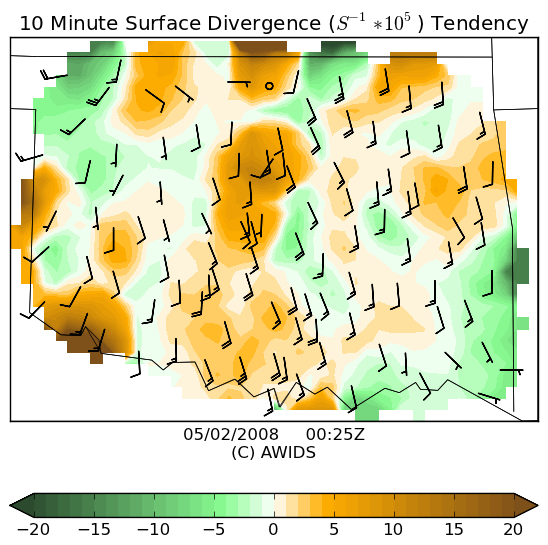 10 Minute Surface Divergence (S⁻¹ *10⁵ ) Tendency
05/02/2008 00:25Z
(C) AWIDS
−20 −15 −10 −5 0 5 10 15 20